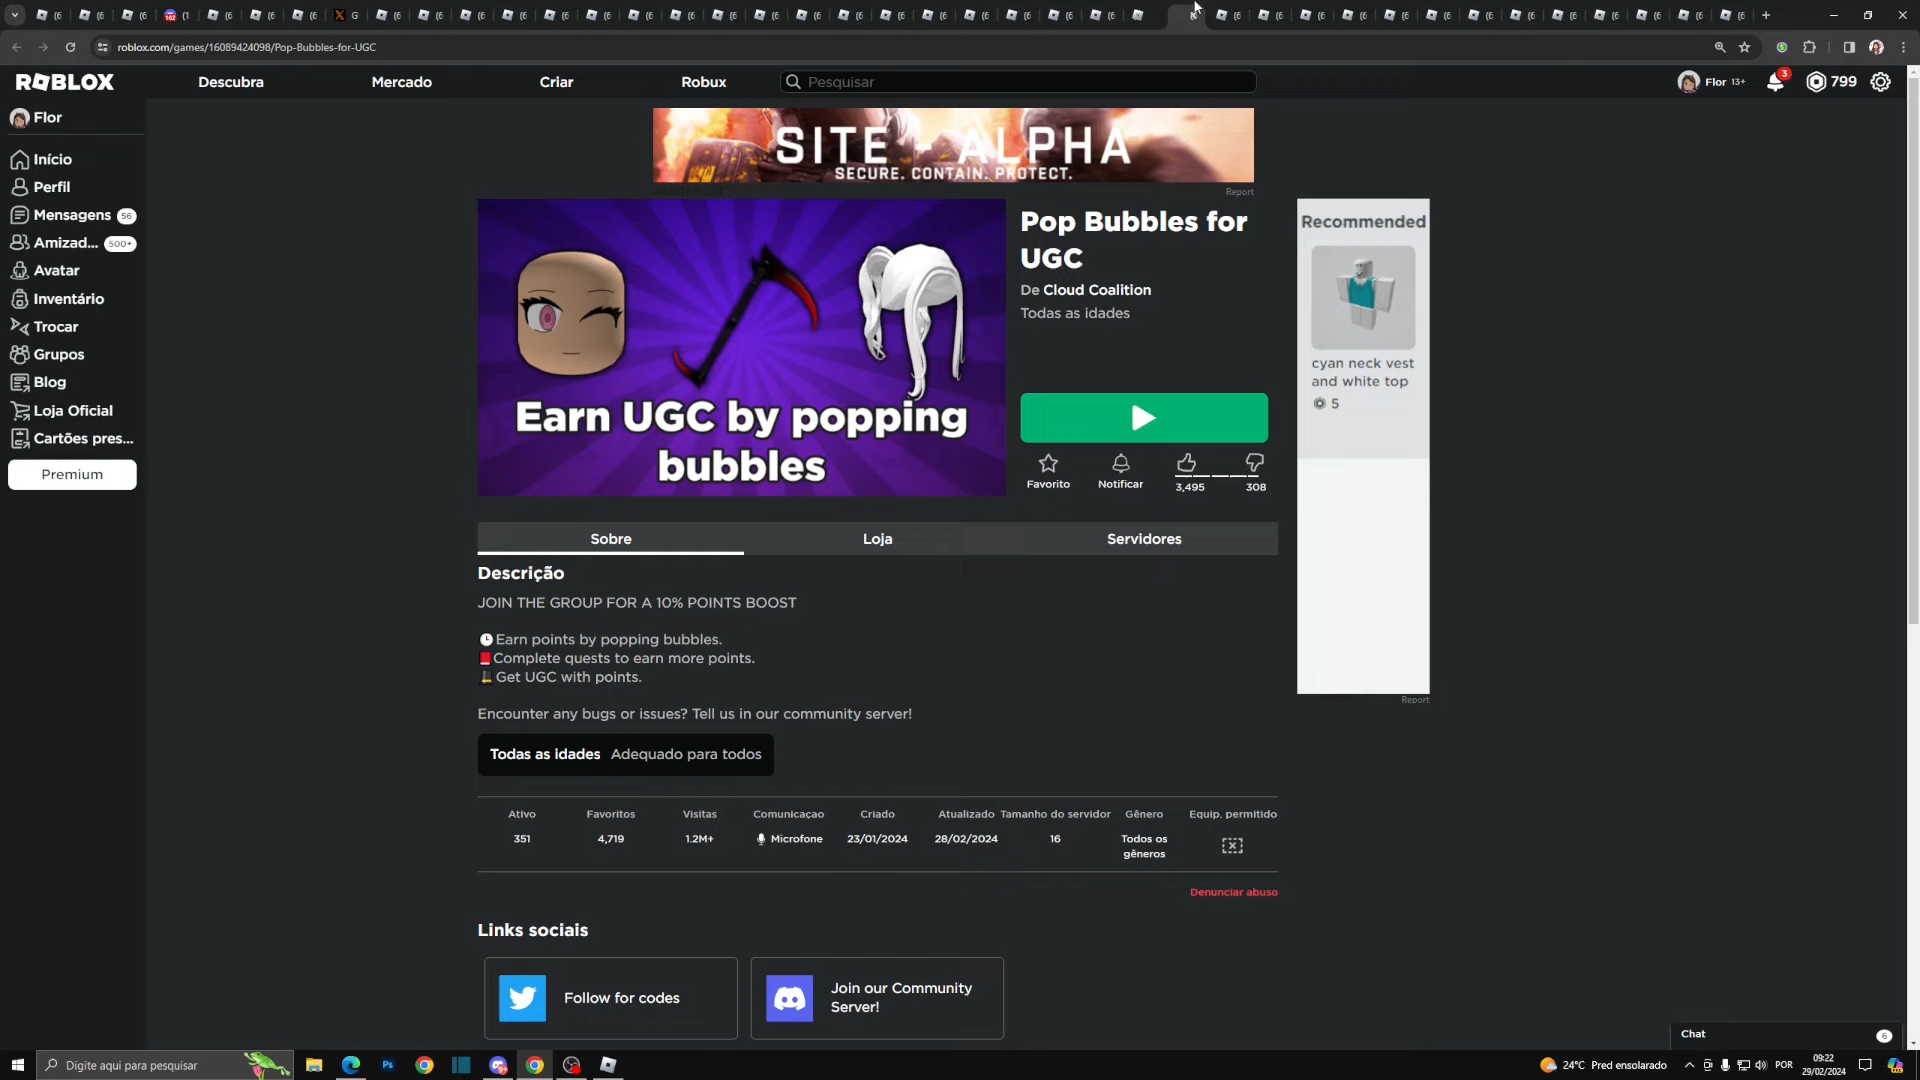 roblox.com/games/16089424098/Pop-Bubbles-for-UGC
ROBLOX
Descubra
Mercado
Criar
Robux
Pesquisar
Flor 13+
3
799
Flor
Início
Perfil
Mensagens 56
Amizad... 500+
Avatar
Inventário
Trocar
Grupos
Blog
Loja Oficial
Cartões pres...
Premium
SITE - ALPHA
SECURE. CONTAIN. PROTECT.
Report
Earn UGC by popping
bubbles
Pop Bubbles for
UGC
De Cloud Coalition
Todas as idades
Favorito
Notificar
3,495
308
Recommended
cyan neck vest
and white top
5
Report
Sobre
Loja
Servidores
Descrição
JOIN THE GROUP FOR A 10% POINTS BOOST
Earn points by popping bubbles.
Complete quests to earn more points.
Get UGC with points.
Encounter any bugs or issues? Tell us in our community server!
Todas as idades Adequado para todos
Ativo Favoritos Visitas Comunicaçao Criado Atualizado Tamanho do servidor Gênero Equip. permitido
351 4,719 1.2M+ Microfone 23/01/2024 28/02/2024 16 Todos os
gêneros
Denunciar abuso
Links sociais
Follow for codes
Join our Community
Server!
Chat 6
Digite aqui para pesquisar
Ps
24°C Pred ensolarado
POR
09:22
29/02/2024